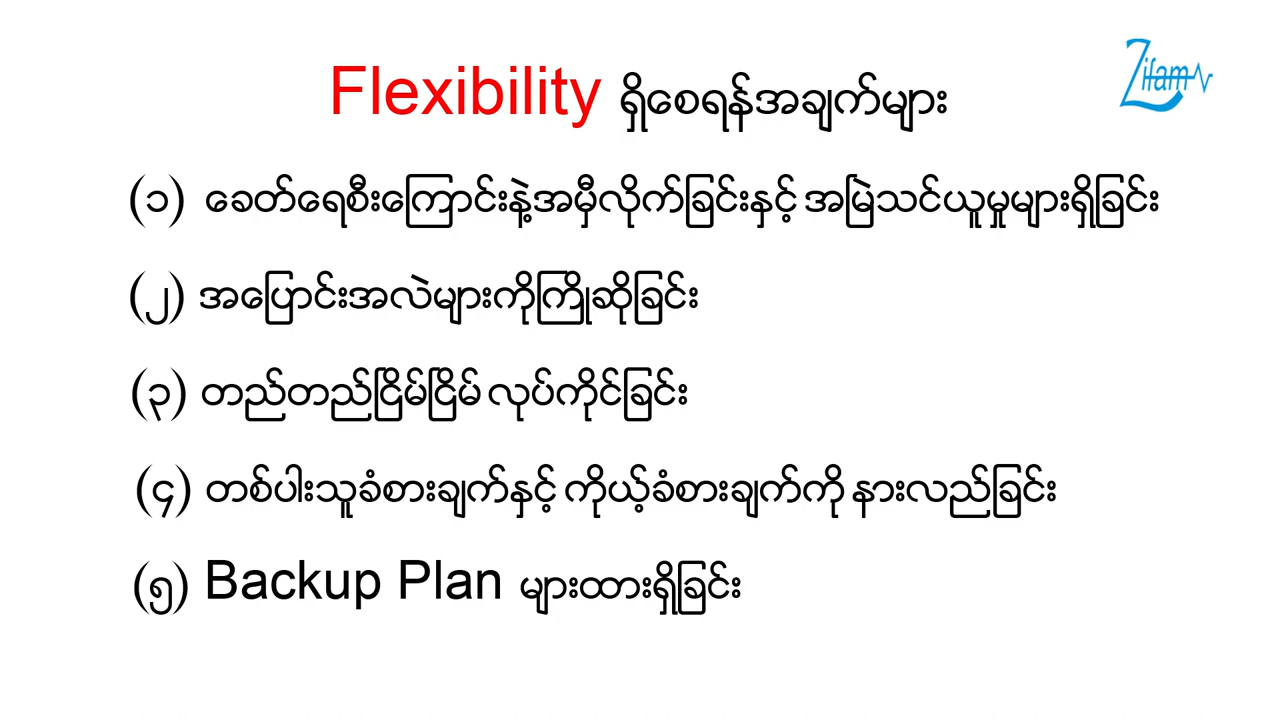 Flexibility ရှိစေရန်အချက်များ
Zifam
(၁) ခေတ်ရေစီးကြောင်းနဲ့အမှီလိုက်ခြင်းနှင့် အမြဲသင်ယူမှုများရှိခြင်း
(၂) အပြောင်းအလဲများကိုကြိုဆိုခြင်း
(၃) တည်တည်ငြိမ်ငြိမ် လုပ်ကိုင်ခြင်း
(၄) တစ်ပါးသူခံစားချက်နှင့် ကိုယ့်ခံစားချက်ကို နားလည်ခြင်း
(၅) Backup Plan များထားရှိခြင်း